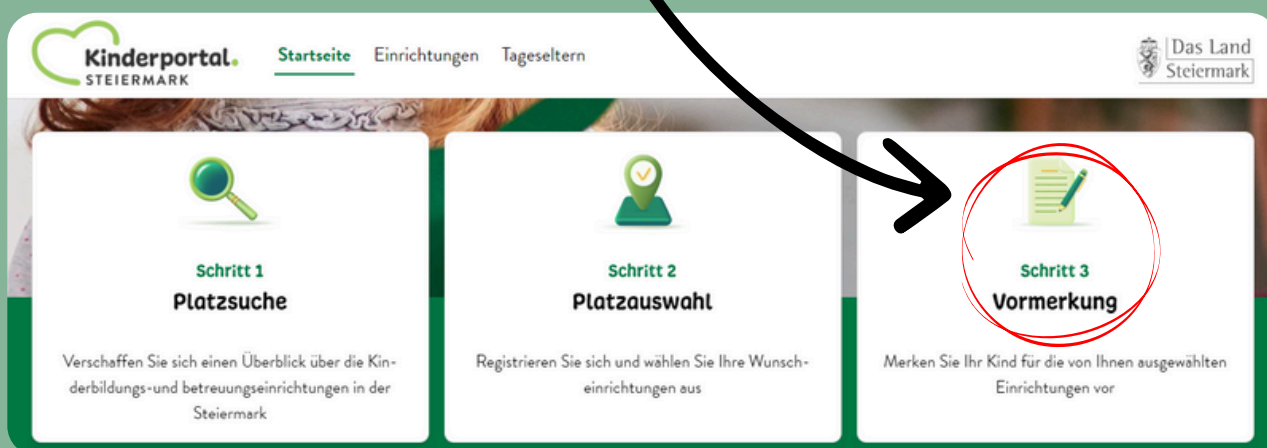 Kinderportal.
STEIERMARK
Startseite Einrichtungen Tageseltern
Das Land
Steiermark
Schritt 1
Platzsuche
Verschaffen Sie sich einen Überblick über die Kin-
derbildungs-und betreuungseinrichtungen in der
Steiermark
Schritt 2
Platzauswahl
Registrieren Sie sich und wählen Sie Ihre Wunsch-
einrichtungen aus
Schritt 3
Vormerkung
Merken Sie Ihr Kind für die von Ihnen ausgewählten
Einrichtungen vor